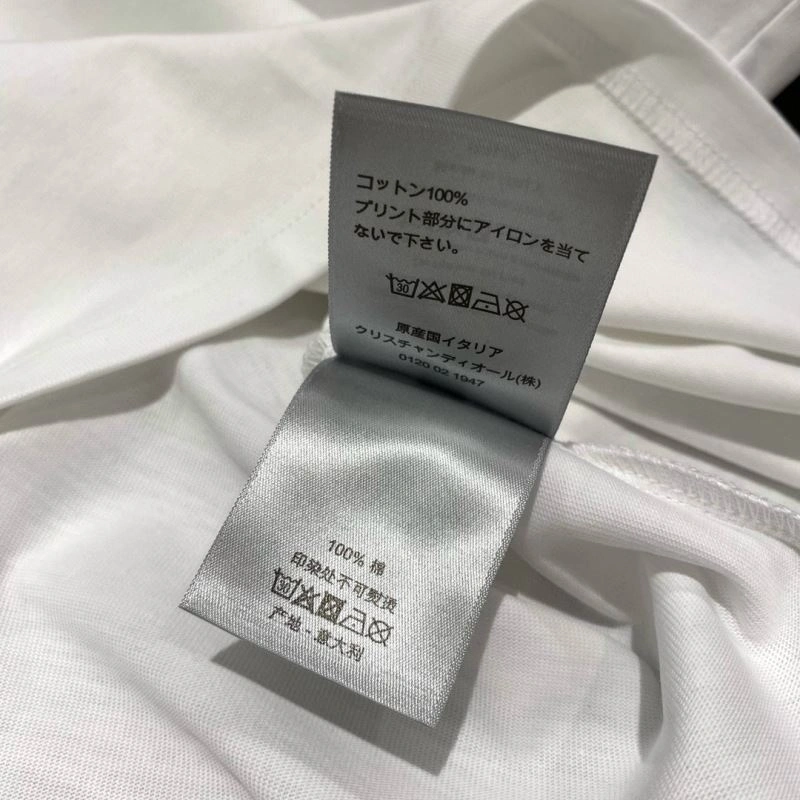 コットン100%
プリント部分にアイロンを当て
ないで下さい。
30
原産国イタリア
クリスチャンディオール(株)
0120 02 1947
100% 棉
印染处不可熨烫
30
产地 - 意大利